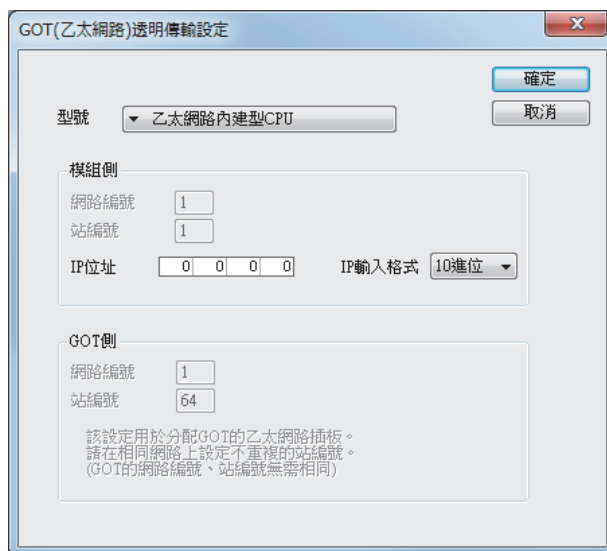 GOT(乙太網路)透明傳輸設定
確定
型號
乙太網路內建型CPU
取消
模組側
網路編號 1
站編號 1
IP位址 0 0 0 0 IP輸入格式 10進位
GOT側
網路編號 1
站編號 64
該設定用於分配GOT的乙太網路插板。
請在相同網路上設定不重複的站編號。
(GOT的網路編號、站編號無需相同)